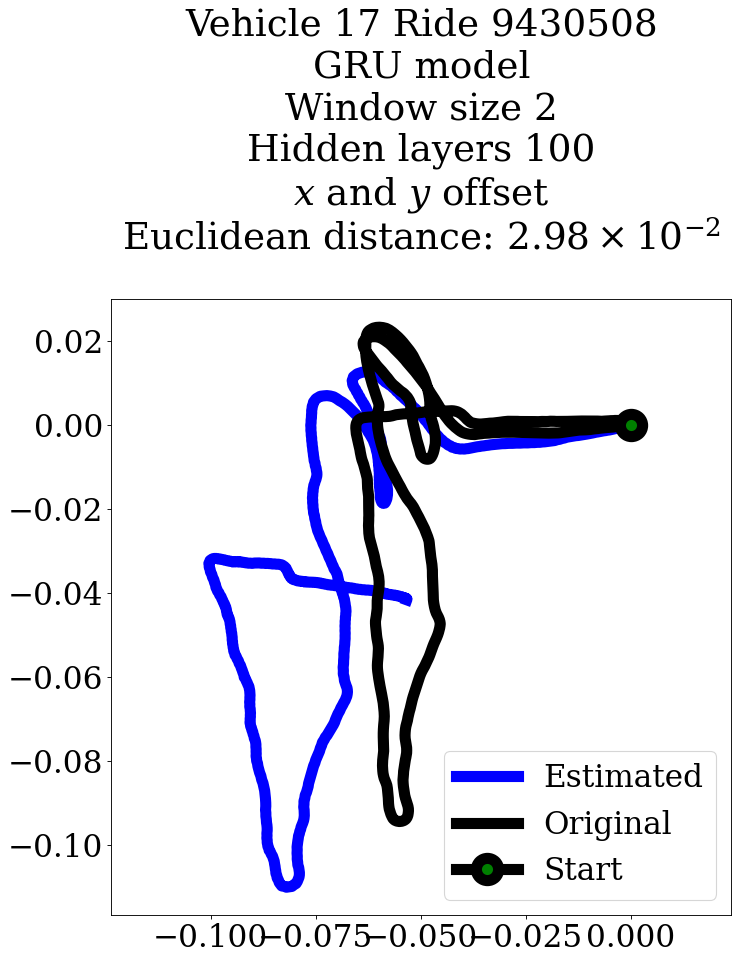 Vehicle 17 Ride 9430508
GRU model
Window size 2
Hidden layers 100
x and y offset
Euclidean distance: 2.98 × 10⁻²
0.02
0.00
−0.02
−0.04
−0.06
−0.08
−0.10
Estimated
Original
Start
−0.100 −0.075 −0.050 −0.025 0.000